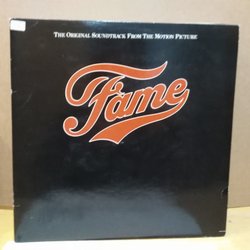 THE ORIGINAL SOUNDTRACK FROM THE MOTION PICTURE
Fame